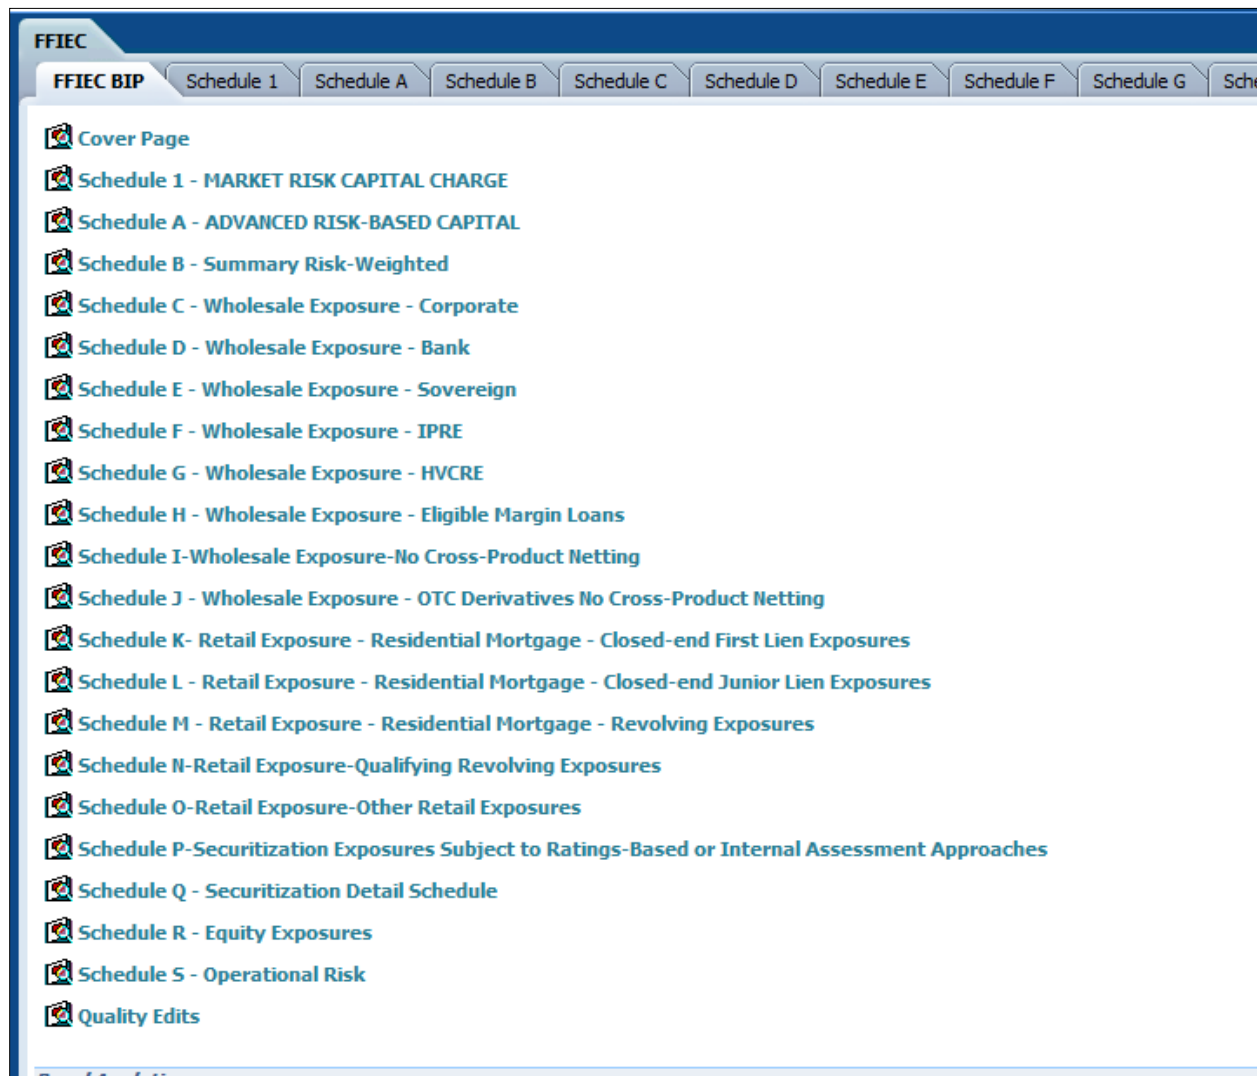 FFIEC
FFIEC BIP Schedule 1 Schedule A Schedule B Schedule C Schedule D Schedule E Schedule F Schedule G
Cover Page
Schedule 1 - MARKET RISK CAPITAL CHARGE
Schedule A - ADVANCED RISK-BASED CAPITAL
Schedule B - Summary Risk-Weighted
Schedule C - Wholesale Exposure - Corporate
Schedule D - Wholesale Exposure - Bank
Schedule E - Wholesale Exposure - Sovereign
Schedule F - Wholesale Exposure - IPRE
Schedule G - Wholesale Exposure - HVCRE
Schedule H - Wholesale Exposure - Eligible Margin Loans
Schedule I-Wholesale Exposure-No Cross-Product Netting
Schedule J - Wholesale Exposure - OTC Derivatives No Cross-Product Netting
Schedule K- Retail Exposure - Residential Mortgage - Closed-end First Lien Exposures
Schedule L - Retail Exposure - Residential Mortgage - Closed-end Junior Lien Exposures
Schedule M - Retail Exposure - Residential Mortgage - Revolving Exposures
Schedule N-Retail Exposure-Qualifying Revolving Exposures
Schedule O-Retail Exposure-Other Retail Exposures
Schedule P-Securitization Exposures Subject to Ratings-Based or Internal Assessment Approaches
Schedule Q - Securitization Detail Schedule
Schedule R - Equity Exposures
Schedule S - Operational Risk
Quality Edits